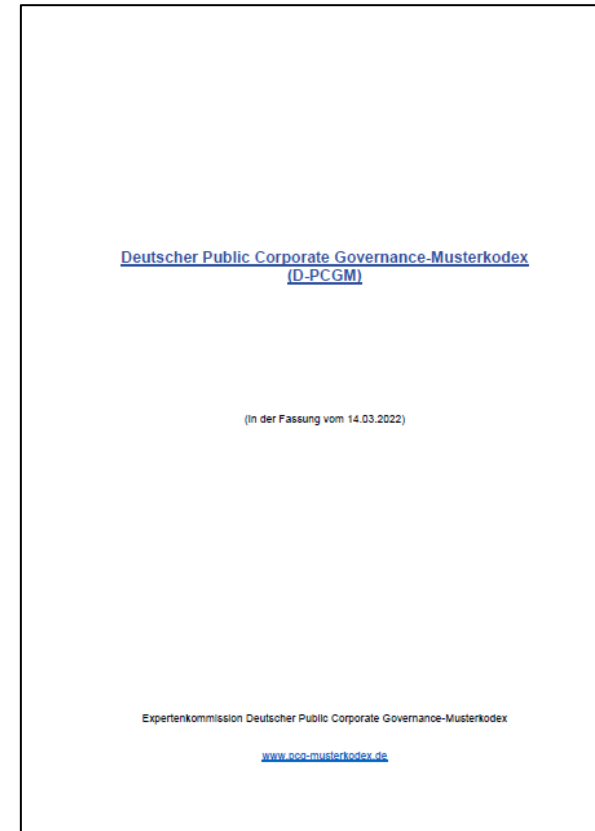 Deutscher Public Corporate Governance-Musterkodex
(D-PCGM)
(In der Fassung vom 14.03.2022)
Expertenkommission Deutscher Public Corporate Governance-Musterkodex
www.pcg-musterkodex.de